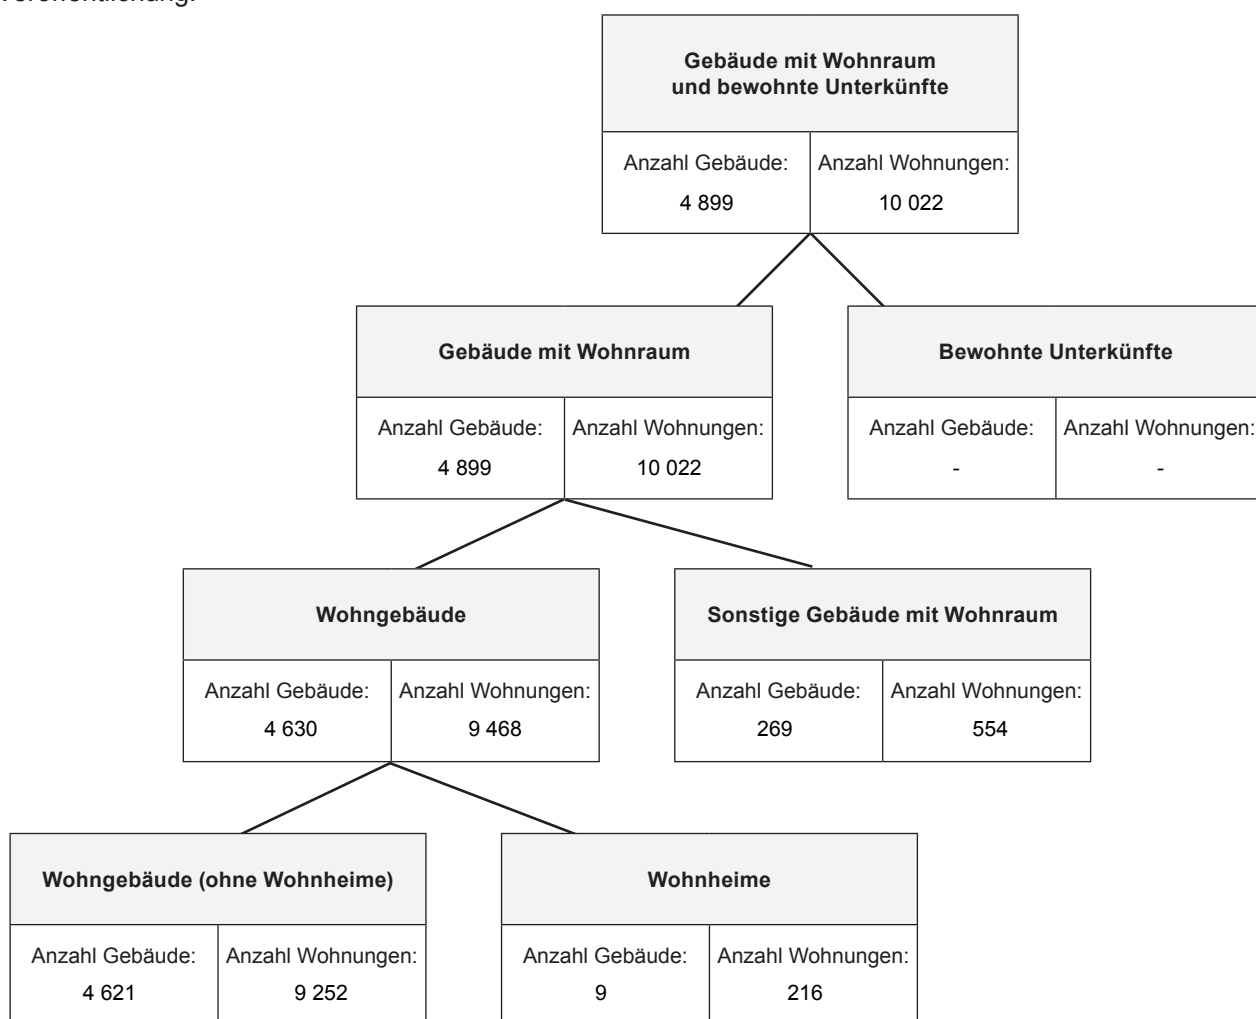 Veröffentlichung.
Gebäude mit Wohnraum
und bewohnte Unterkünfte
Anzahl Gebäude:
4 899
Anzahl Wohnungen:
10 022
Gebäude mit Wohnraum
Anzahl Gebäude:
4 899
Anzahl Wohnungen:
10 022
Bewohnte Unterkünfte
Anzahl Gebäude:
-
Anzahl Wohnungen:
-
Wohngebäude
Anzahl Gebäude:
4 630
Anzahl Wohnungen:
9 468
Sonstige Gebäude mit Wohnraum
Anzahl Gebäude:
269
Anzahl Wohnungen:
554
Wohngebäude (ohne Wohnheime)
Anzahl Gebäude:
4 621
Anzahl Wohnungen:
9 252
Wohnheime
Anzahl Gebäude:
9
Anzahl Wohnungen:
216